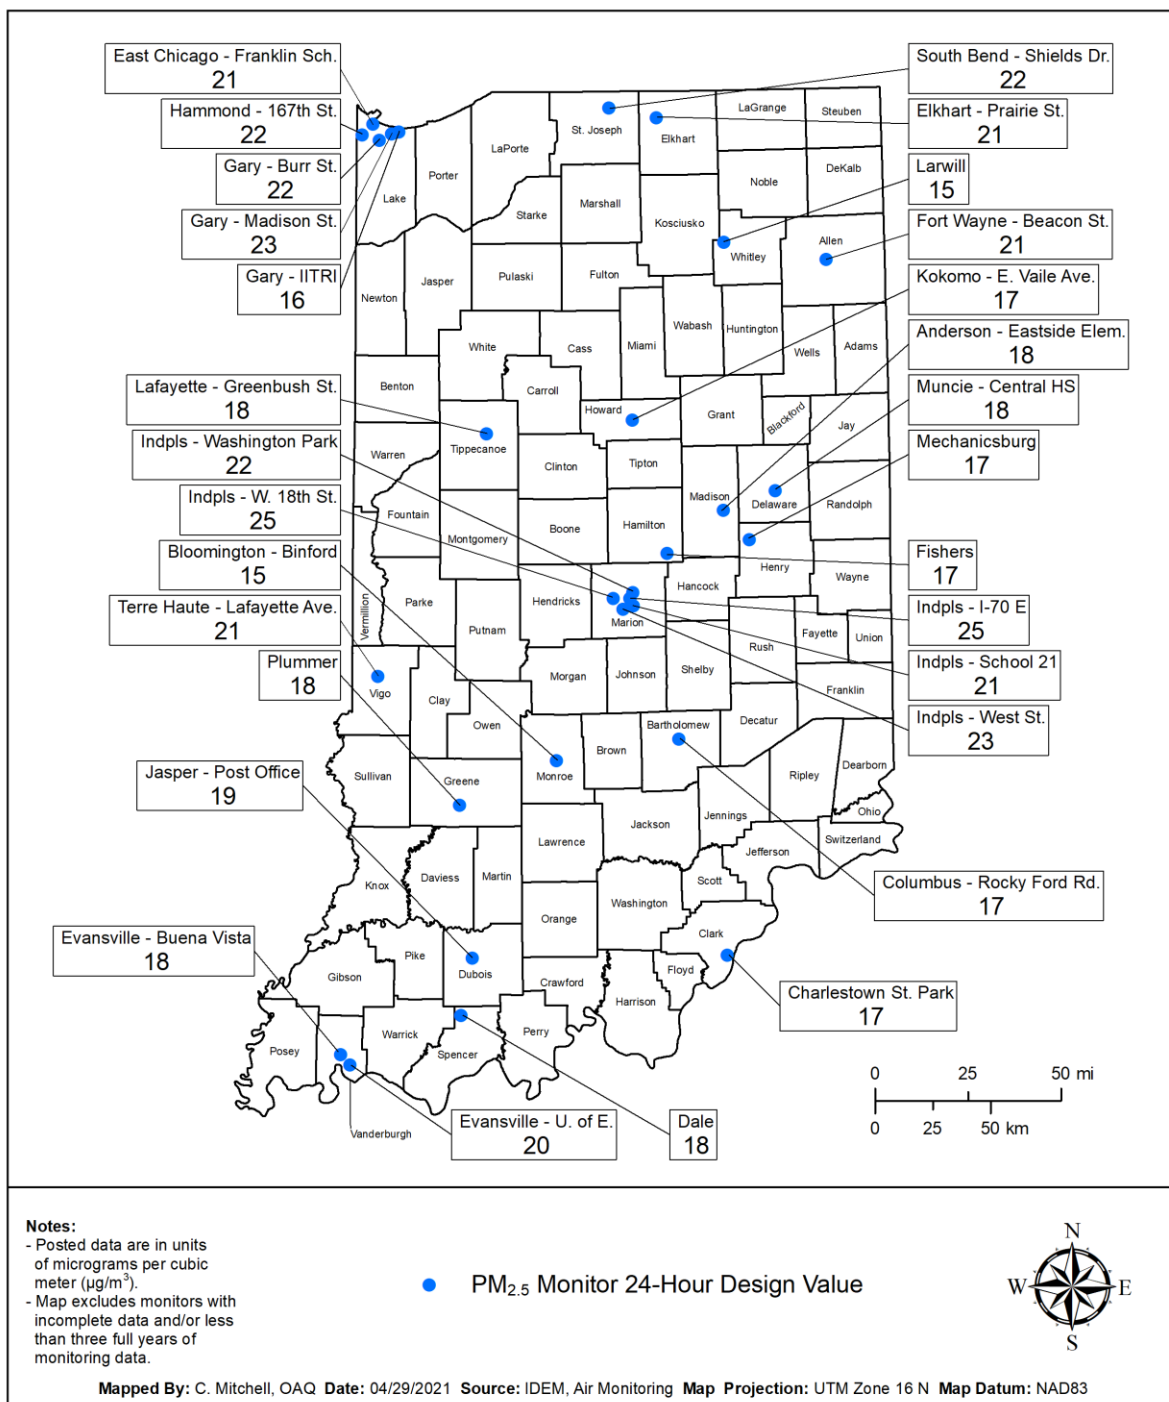 East Chicago - Franklin Sch.
21
Hammond - 167th St.
22
Gary - Burr St.
22
Gary - Madison St.
23
Gary - IITRI
16
Lafayette - Greenbush St.
18
Indpls - Washington Park
22
Indpls - W. 18th St.
25
Bloomington - Binford
15
Terre Haute - Lafayette Ave.
21
Plummer
18
Jasper - Post Office
19
Evansville - Buena Vista
18
South Bend - Shields Dr.
22
Elkhart - Prairie St.
21
Larwill
15
Fort Wayne - Beacon St.
21
Kokomo - E. Vaile Ave.
17
Anderson - Eastside Elem.
18
Muncie - Central HS
18
Mechanicsburg
17
Fishers
17
Indpls - I-70 E
25
Indpls - School 21
21
Indpls - West St.
23
Columbus - Rocky Ford Rd.
17
Charlestown St. Park
17
Evansville - U. of E.
20
Dale
18
LaGrange
Steuben
St. Joseph
Elkhart
LaPorte
Porter
Lake
Noble
DeKalb
Starke
Marshall
Kosciusko
Whitley
Allen
Newton
Jasper
Pulaski
Fulton
Wabash
Huntington
Miami
White
Cass
Wells
Adams
Benton
Carroll
Howard
Grant
Blackford
Jay
Tippecanoe
Warren
Clinton
Tipton
Madison
Delaware
Randolph
Fountain
Montgomery
Boone
Hamilton
Henry
Wayne
Hancock
Vermillion
Parke
Putnam
Hendricks
Marion
Rush
Fayette
Union
Vigo
Clay
Owen
Morgan
Johnson
Shelby
Franklin
Decatur
Bartholomew
Brown
Monroe
Sullivan
Greene
Ripley
Dearborn
Ohio
Jennings
Switzerland
Jefferson
Jackson
Lawrence
Knox
Daviess
Martin
Scott
Washington
Orange
Clark
Floyd
Harrison
Crawford
Dubois
Pike
Gibson
Perry
Spencer
Warrick
Posey
Vanderburgh
0 25 50 mi
0 25 50 km
Notes:
- Posted data are in units
of micrograms per cubic
meter (µg/m³).
- Map excludes monitors with
incomplete data and/or less
than three full years of
monitoring data.
PM₂.₅ Monitor 24-Hour Design Value
N
W E
S
Mapped By: C. Mitchell, OAQ Date: 04/29/2021 Source: IDEM, Air Monitoring Map Projection: UTM Zone 16 N Map Datum: NAD83